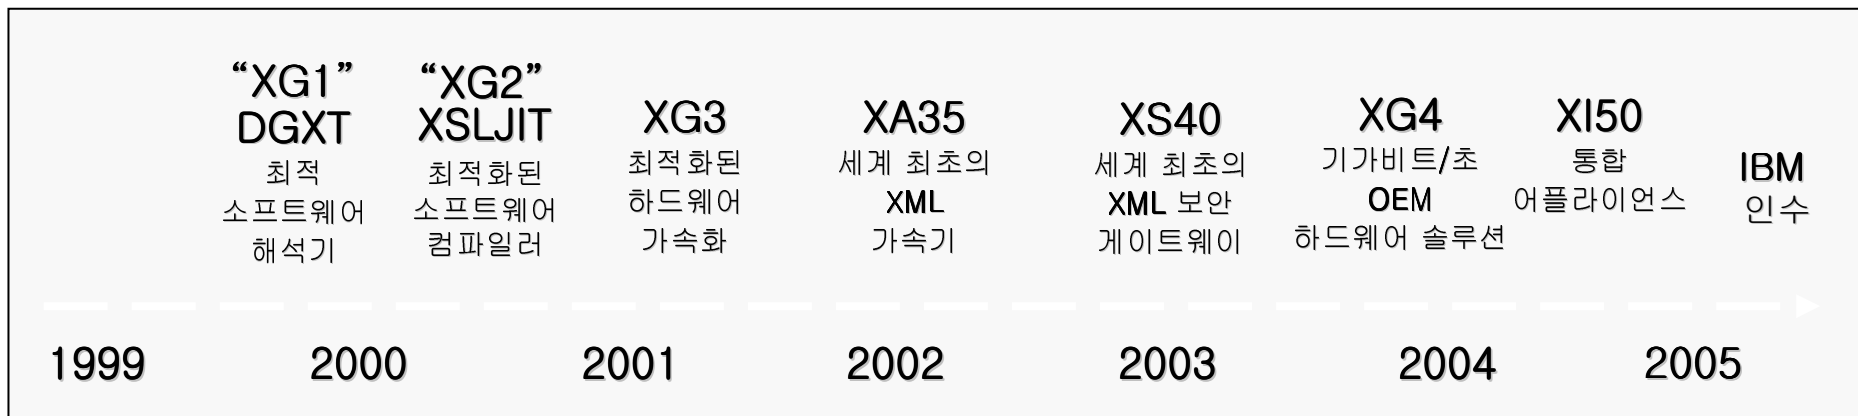 “XG1”
DGXT
최적
소프트웨어
해석기
“XG2”
XSLJIT
최적화된
소프트웨어
컴파일러
XG3
최적화된
하드웨어
가속화
XA35
세계 최초의
XML
가속기
XS40
세계 최초의
XML 보안
게이트웨이
XG4
기가비트/초
OEM
하드웨어 솔루션
XI50
통합
어플라이언스
IBM
인수
1999
2000
2001
2002
2003
2004
2005